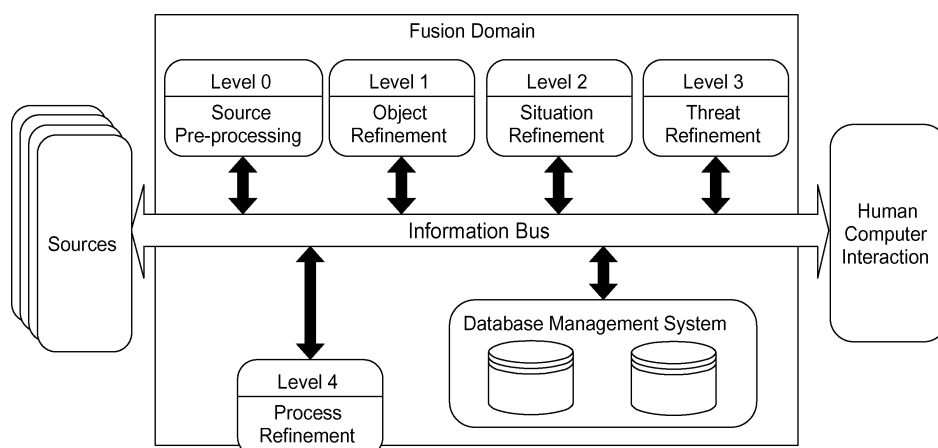 Fusion Domain
Level 0
Source
Pre-processing
Level 1
Object
Refinement
Level 2
Situation
Refinement
Level 3
Threat
Refinement
Sources
Information Bus
Human
Computer
Interaction
Database Management System
Level 4
Process
Refinement